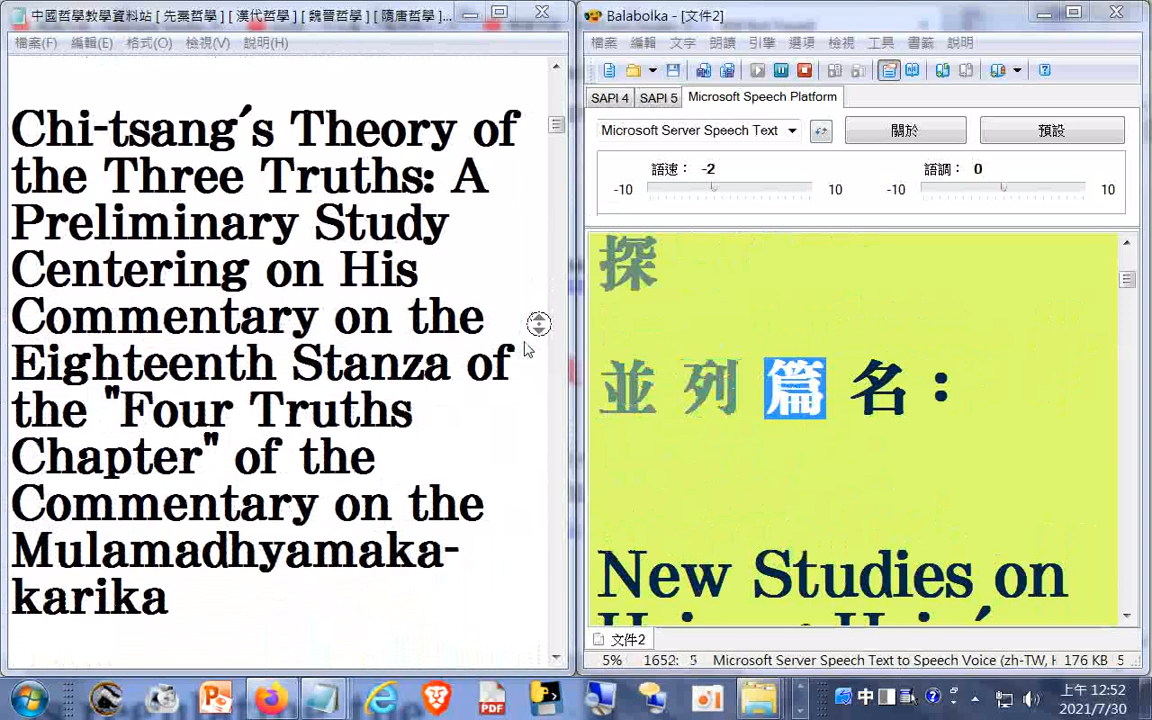 中國哲學教學資料站 [ 先秦哲學 ] [ 漢代哲學 ] [ 魏晉哲學 ] [ 隋唐哲學 ]...
檔案(F) 編輯(E) 格式(O) 檢視(V) 說明(H)
Chi-tsang´s Theory of
the Three Truths: A
Preliminary Study
Centering on His
Commentary on the
Eighteenth Stanza of
the "Four Truths
Chapter" of the
Commentary on the
Mulamadhyamaka-
karika
Balabolka - [文件2]
檔案 編輯 文字 朗讀 引擎 選項 檢視 工具 書籤 說明
SAPI 4 SAPI 5 Microsoft Speech Platform
Microsoft Server Speech Text 關於 預設
語速: -2 語調: 0
-10 10 -10 10
探
並列篇名:
New Studies on
文件2
5% 1652: 5 Microsoft Server Speech Text to Speech Voice (zh-TW, H 176 KB 5
PDF
中
上午 12:52
2021/7/30